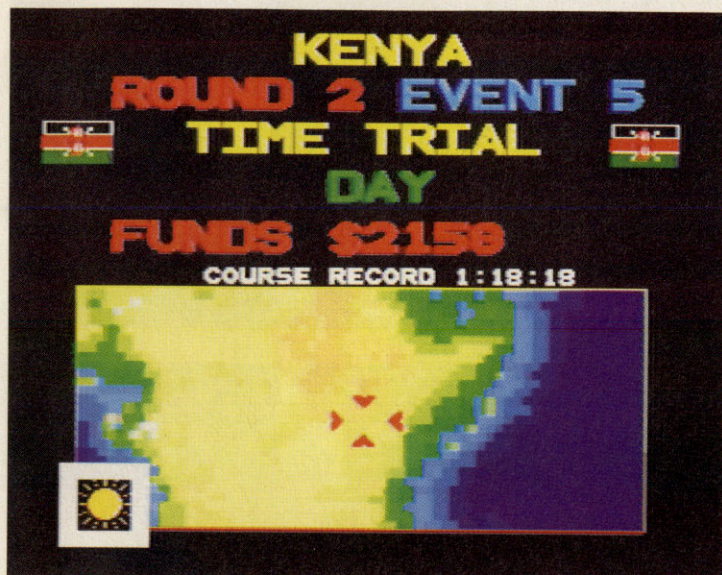 KENYA
ROUND 2 EVENT 5
TIME TRIAL
DAY
FUNDS $2150
COURSE RECORD 1:18:18